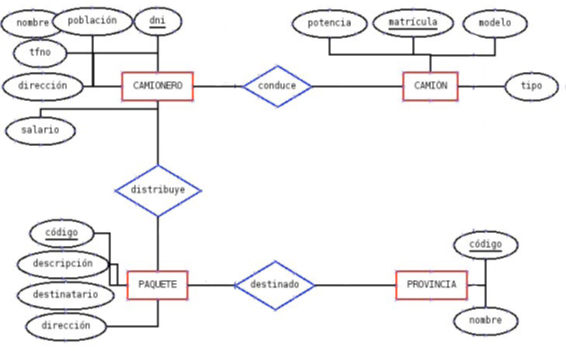 nombre
población
dni
tfno
dirección
salario
CAMIONERO
conduce
potencia
matrícula
modelo
CAMIÓN
tipo
distribuye
código
descripción
destinatario
dirección
PAQUETE
destinado
PROVINCIA
código
nombre